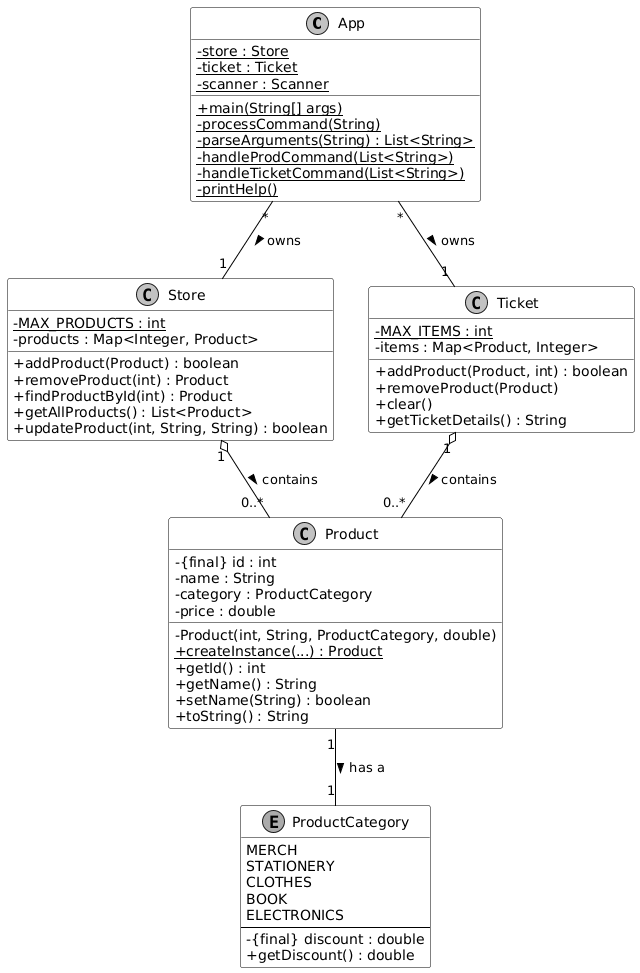 C App
-store : Store
-ticket : Ticket
-scanner : Scanner
+main(String[] args)
-processCommand(String)
-parseArguments(String) : List<String>
-handleProdCommand(List<String>)
-handleTicketCommand(List<String>)
-printHelp()
* *
owns owns
1 1
C Store
-MAX_PRODUCTS : int
-products : Map<Integer, Product>
+addProduct(Product) : boolean
+removeProduct(int) : Product
+findProductById(int) : Product
+getAllProducts() : List<Product>
+updateProduct(int, String, String) : boolean
C Ticket
-MAX_ITEMS : int
-items : Map<Product, Integer>
+addProduct(Product, int) : boolean
+removeProduct(Product)
+clear()
+getTicketDetails() : String
1 1
contains contains
0..* 0..*
C Product
-{final} id : int
-name : String
-category : ProductCategory
-price : double
-Product(int, String, ProductCategory, double)
+createInstance(...) : Product
+getId() : int
+getName() : String
+setName(String) : boolean
+toString() : String
1
has a
1
E ProductCategory
MERCH
STATIONERY
CLOTHES
BOOK
ELECTRONICS
-{final} discount : double
+getDiscount() : double